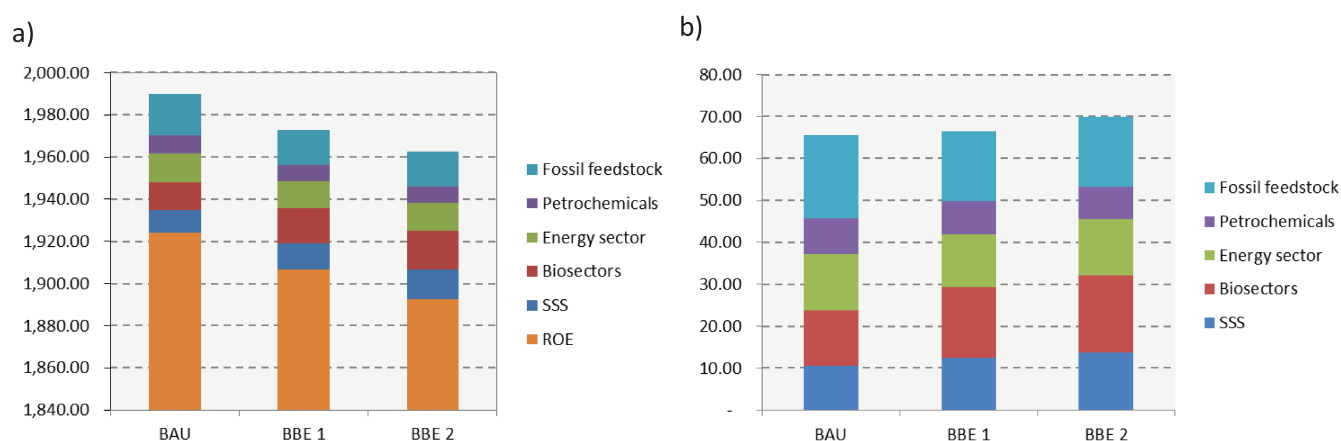 a)
2,000.00
1,980.00
1,960.00
1,940.00
1,920.00
1,900.00
1,880.00
1,860.00
1,840.00
BAU
BBE 1
BBE 2
Fossil feedstock
Petrochemicals
Energy sector
Biosectors
SSS
ROE
b)
80.00
70.00
60.00
50.00
40.00
30.00
20.00
10.00
-
BAU
BBE 1
BBE 2
Fossil feedstock
Petrochemicals
Energy sector
Biosectors
SSS